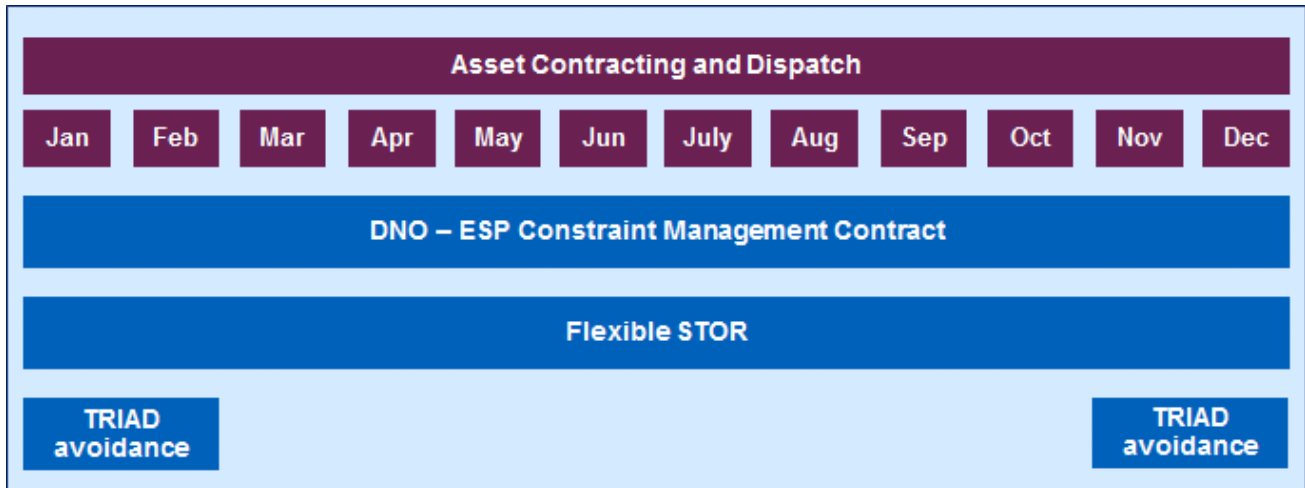 Asset Contracting and Dispatch
Jan Feb Mar Apr May Jun July Aug Sep Oct Nov Dec
DNO – ESP Constraint Management Contract
Flexible STOR
TRIAD
avoidance
TRIAD
avoidance